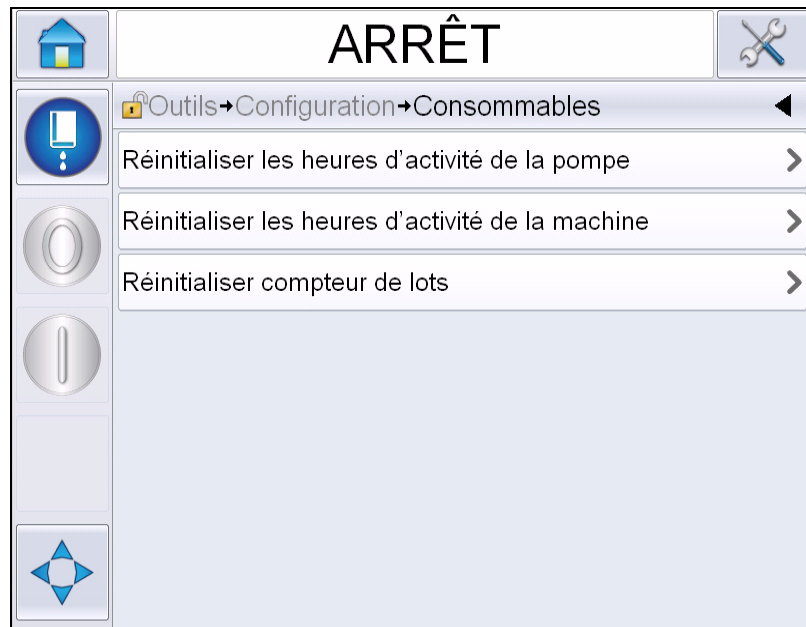 ARRÊT
Outils→Configuration→Consommables
Réinitialiser les heures d’activité de la pompe
Réinitialiser les heures d’activité de la machine
Réinitialiser compteur de lots